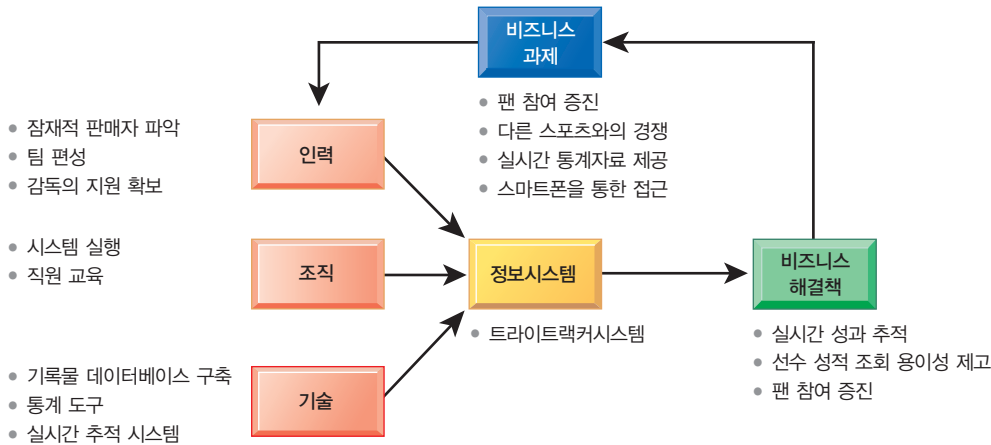 비즈니스
과제
• 팬 참여 증진
• 다른 스포츠와의 경쟁
• 실시간 통계자료 제공
• 스마트폰을 통한 접근
• 잠재적 판매자 파악
• 팀 편성
• 감독의 지원 확보
인력
• 시스템 실행
• 직원 교육
조직
정보시스템
• 트라이트랙커시스템
비즈니스
해결책
• 실시간 성과 추적
• 선수 성적 조회 용이성 제고
• 팬 참여 증진
• 기록물 데이터베이스 구축
• 통계 도구
• 실시간 추적 시스템
기술